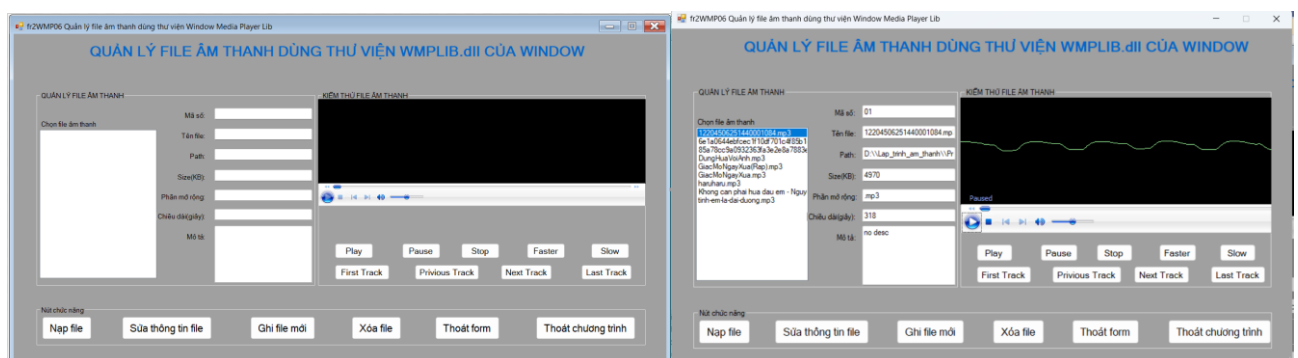 fr2WMP06 Quản lý file âm thanh dùng thư viện Window Media Player Lib
QUẢN LÝ FILE ÂM THANH DÙNG THƯ VIỆN WMPLIB.dll CỦA WINDOW
QUẢN LÝ FILE ÂM THANH
Chọn file âm thanh
Mã số:
Tên file:
Path:
Size(KB):
Phần mở rộng:
Chiều dài(giây):
Mô tả:
KIỂM THỬ FILE ÂM THANH
Play Pause Stop Faster Slow
First Track Privious Track Next Track Last Track
Nút chức năng
Nạp file Sửa thông tin file Ghi file mới Xóa file Thoát form Thoát chương trình
fr2WMP06 Quản lý file âm thanh dùng thư viện Window Media Player Lib
QUẢN LÝ FILE ÂM THANH DÙNG THƯ VIỆN WMPLIB.dll CỦA WINDOW
QUẢN LÝ FILE ÂM THANH
Chọn file âm thanh
12204506251440001084.mp3
DungHuaVoiAnh.mp3
GiacMoNgayXua(Rap).mp3
GiacMoNgayXua.mp3
haruharu.mp3
Khong can phai hua dau em - Nguy
tinh-em-la-dai-duong.mp3
Mã số: 01
Tên file: 12204506251440001084.mp
Path: D:\\Lap_trinh_am_thanh\\Pr
Size(KB): 4970
Phần mở rộng: .mp3
Chiều dài(giây): 318
Mô tả: no desc
KIỂM THỬ FILE ÂM THANH
Paused
Play Pause Stop Faster Slow
First Track Privious Track Next Track Last Track
Nút chức năng
Nạp file Sửa thông tin file Ghi file mới Xóa file Thoát form Thoát chương trình